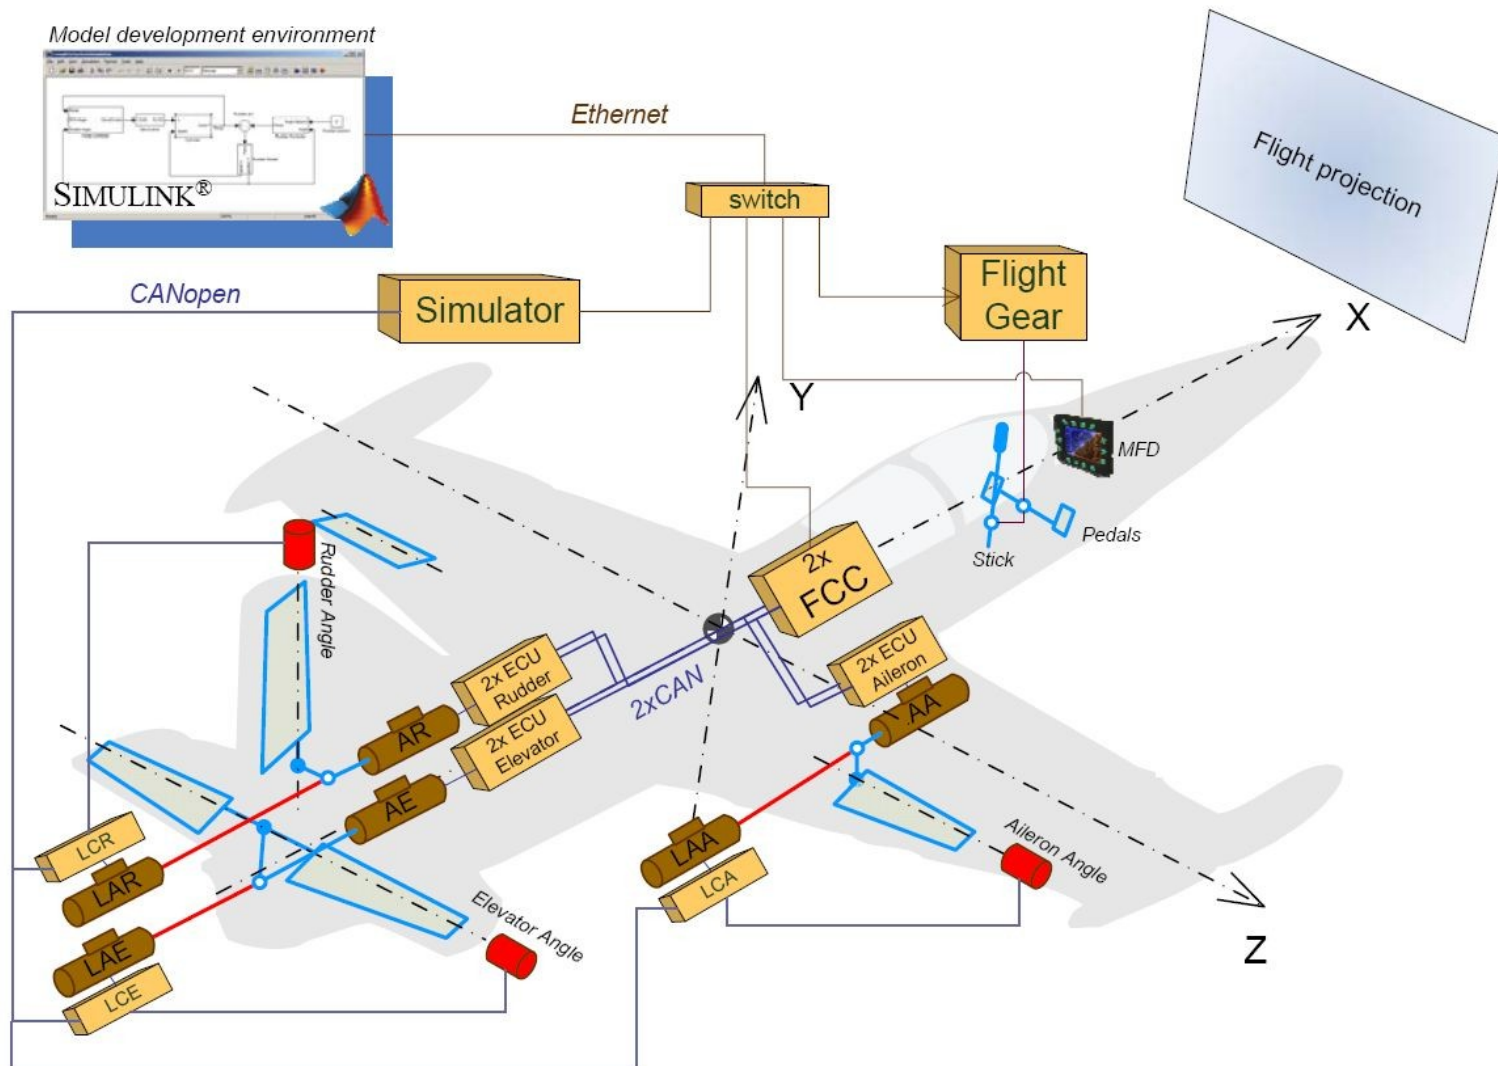 Model development environment
SIMULINK®
Ethernet
switch
CANopen
Simulator
Flight
Gear
Flight projection
X
Y
MFD
Pedals
Stick
Rudder Angle
2x
FCC
2x ECU
Rudder
2x ECU
Elevator
2xCAN
2x ECU
Aileron
AR
AE
AA
LCR
LAR
LAE
LCE
LAA
LCA
Elevator Angle
Aileron Angle
Z